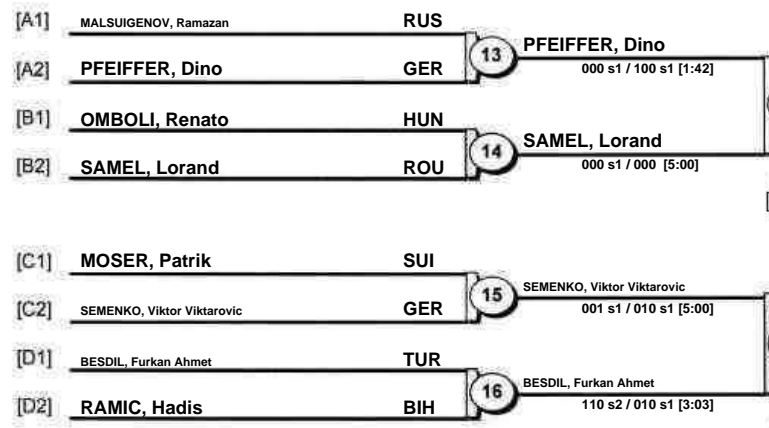 [A1] MALSUIGENOV, Ramazan RUS
[A2] PFEIFFER, Dino GER
13 PFEIFFER, Dino
000 s1 / 100 s1 [1:42]
[B1] OMBOLI, Renato HUN
[B2] SAMEL, Lorand ROU
14 SAMEL, Lorand
000 s1 / 000 [5:00]
[C1] MOSER, Patrik SUI
[C2] SEMENKO, Viktor Viktarovic GER
15 SEMENKO, Viktor Viktarovic
001 s1 / 010 s1 [5:00]
[D1] BESDIL, Furkan Ahmet TUR
[D2] RAMIC, Hadis BIH
16 BESDIL, Furkan Ahmet
110 s2 / 010 s1 [3:03]